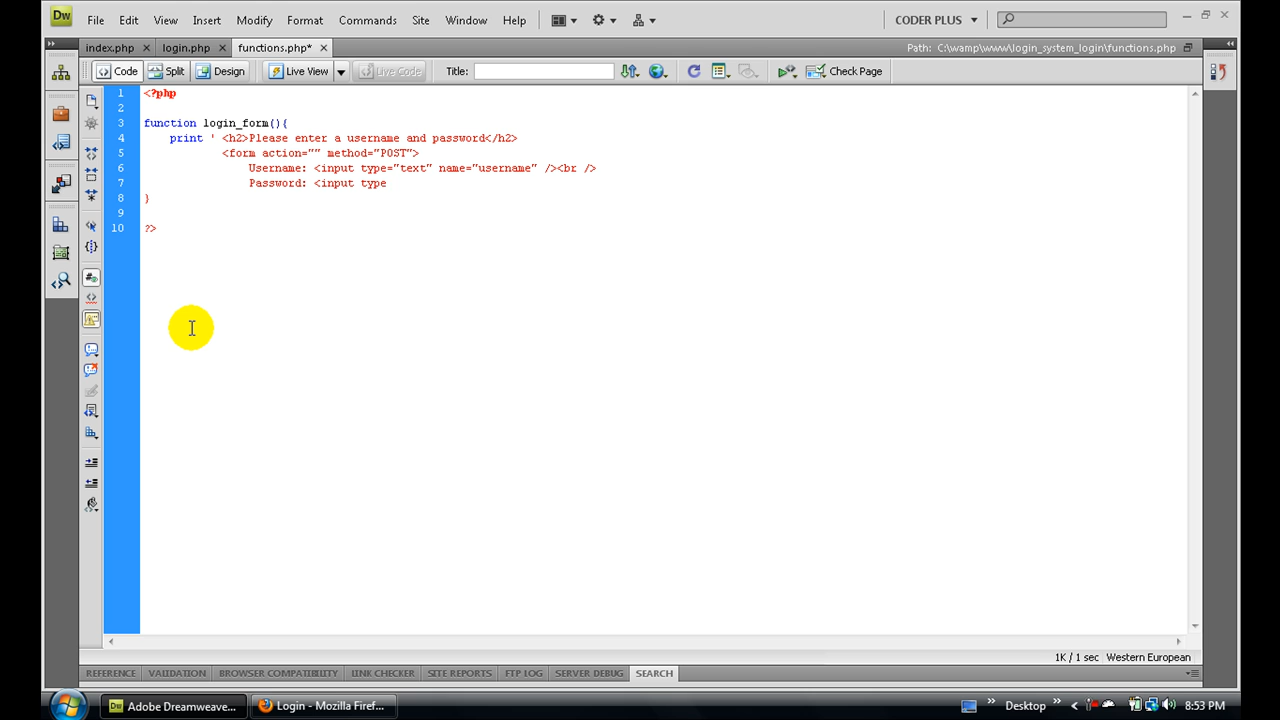 Dw File Edit View Insert Modify Format Commands Site Window Help CODER PLUS
index.php login.php functions.php* Path: C:\wamp\www\login_system_login\functions.php
Code Split Design Live View Live Code Title: Check Page
1 <?php
2
3 function login_form(){
4 print ' <h2>Please enter a username and password</h2>
5 <form action="" method="POST">
6 Username: <input type="text" name="username" /><br />
7 Password: <input type
8 }
9
10 ?>
1K / 1 sec Western European
REFERENCE VALIDATION BROWSER COMPATIBILITY LINK CHECKER SITE REPORTS FTP LOG SERVER DEBUG SEARCH
Dw Adobe Dreamweave... Login - Mozilla Firef... Desktop 8:53 PM